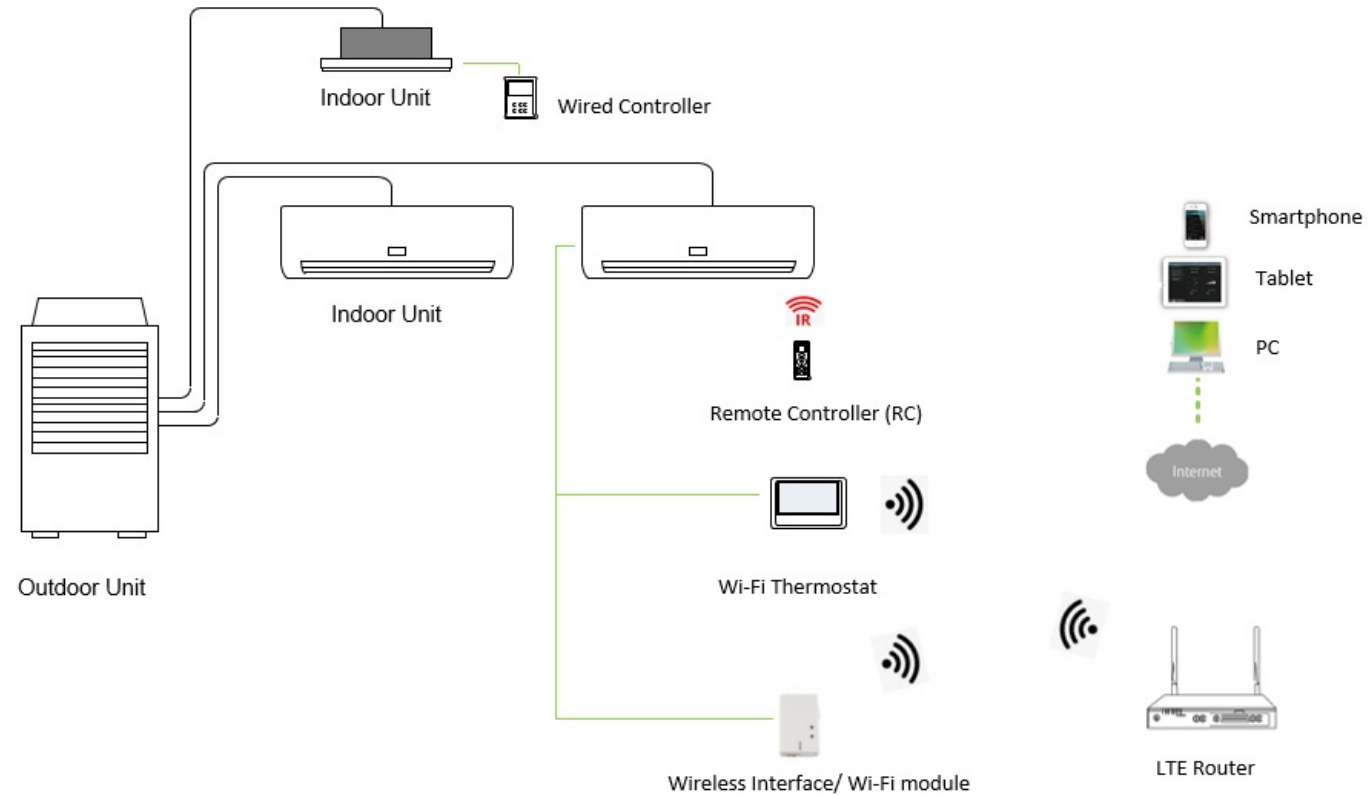 Indoor Unit
Wired Controller
Indoor Unit
Smartphone
Tablet
PC
IR
Remote Controller (RC)
Internet
Wi-Fi Thermostat
Outdoor Unit
LTE Router
Wireless Interface/ Wi-Fi module